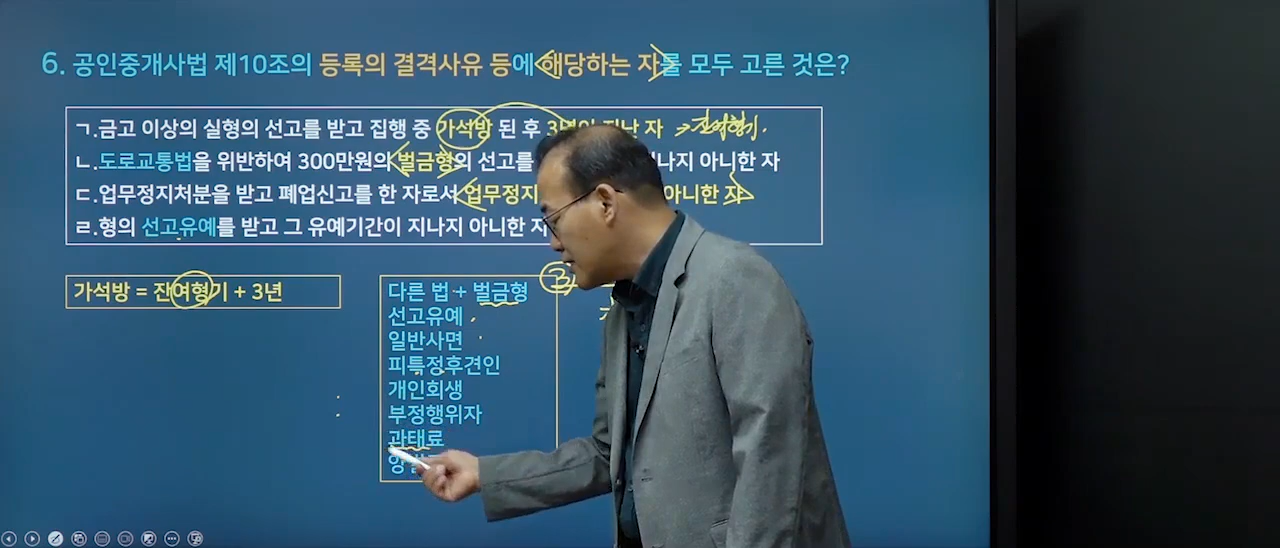 6. 공인중개사법 제10조의 등록의 결격사유 등에 해당하는 자를 모두 고른 것은?
ㄱ.금고 이상의 실형의 선고를 받고 집행 중 가석방 된 후 3년이 지난 자 → 잔여형기.
ㄴ.도로교통법을 위반하여 300만원의 벌금형의 선고를 지나지 아니한 자
ㄷ.업무정지처분을 받고 폐업신고를 한 자로서 업무정지 아니한 자
ㄹ.형의 선고유예를 받고 그 유예기간이 지나지 아니한 자
가석방 = 잔여형기 + 3년
다른 법 + 벌금형
선고유예
일반사면
피특정후견인
개인회생
부정행위자
과태료
③